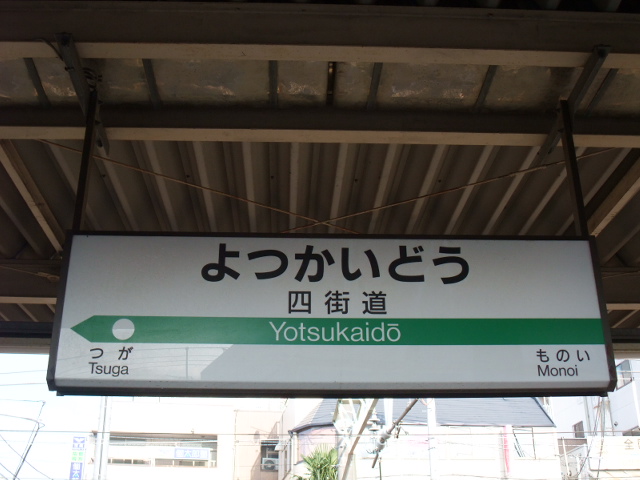 よつかいどう
四街道
Yotsukaidō
つが
Tsuga
ものい
Monoi